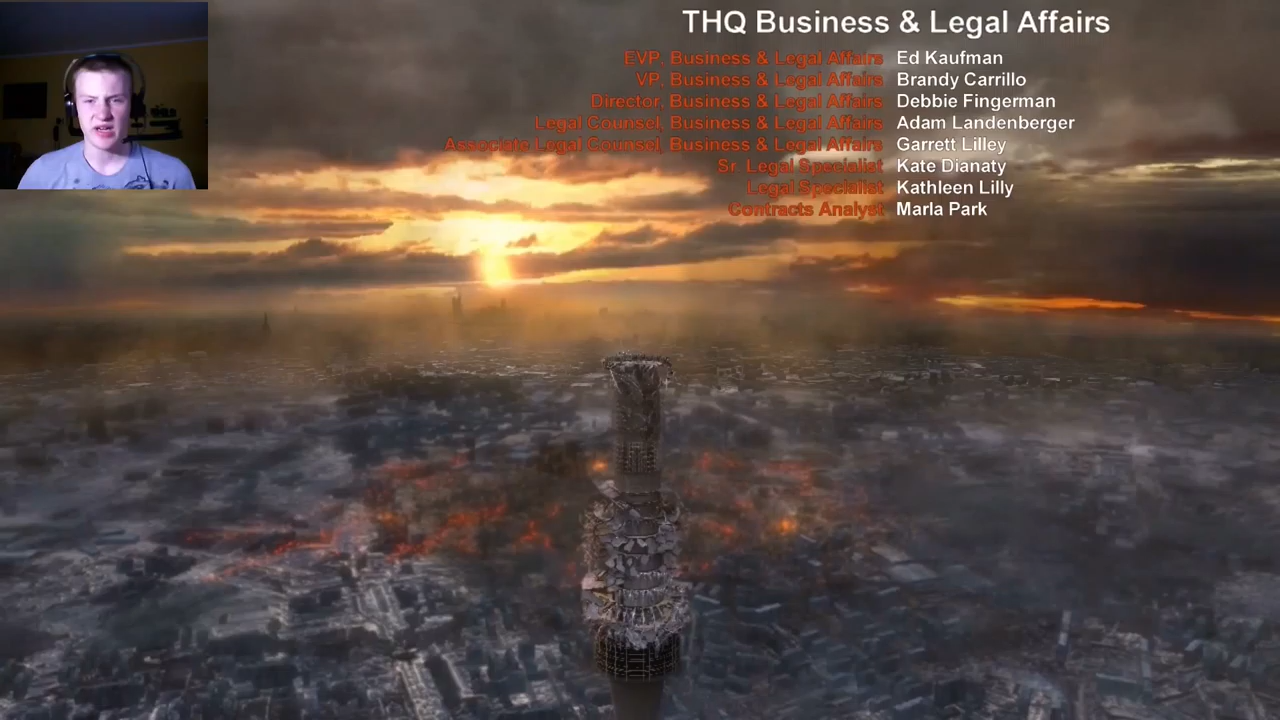 THQ Business & Legal Affairs
EVP, Business & Legal Affairs Ed Kaufman
VP, Business & Legal Affairs Brandy Carrillo
Director, Business & Legal Affairs Debbie Fingerman
Legal Counsel, Business & Legal Affairs Adam Landenberger
Associate Legal Counsel, Business & Legal Affairs Garrett Lilley
Sr. Legal Specialist Kate Dianaty
Legal Specialist Kathleen Lilly
Contracts Analyst Marla Park